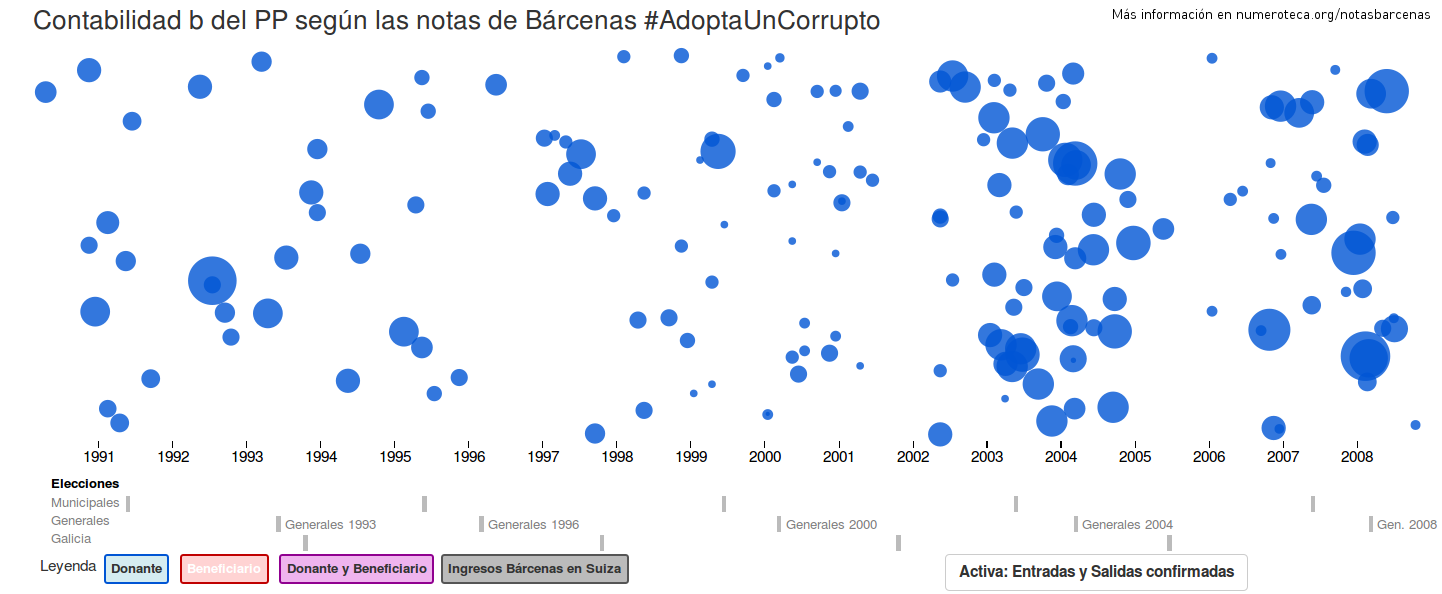 Contabilidad b del PP según las notas de Bárcenas #AdoptaUnCorrupto
Más información en numeroteca.org/notasbarcenas
1991 1992 1993 1994 1995 1996 1997 1998 1999 2000 2001 2002 2003 2004 2005 2006 2007 2008
Elecciones
Municipales
Generales Generales 1993 Generales 1996 Generales 2000 Generales 2004 Gen. 2008
Galicia
Leyenda Donante Beneficiario Donante y Beneficiario Ingresos Bárcenas en Suiza Activa: Entradas y Salidas confirmadas